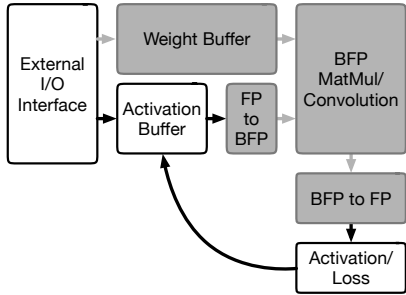 External
I/O
Interface
Weight Buffer
Activation
Buffer
FP
to
BFP
BFP
MatMul/
Convolution
BFP to FP
Activation/
Loss